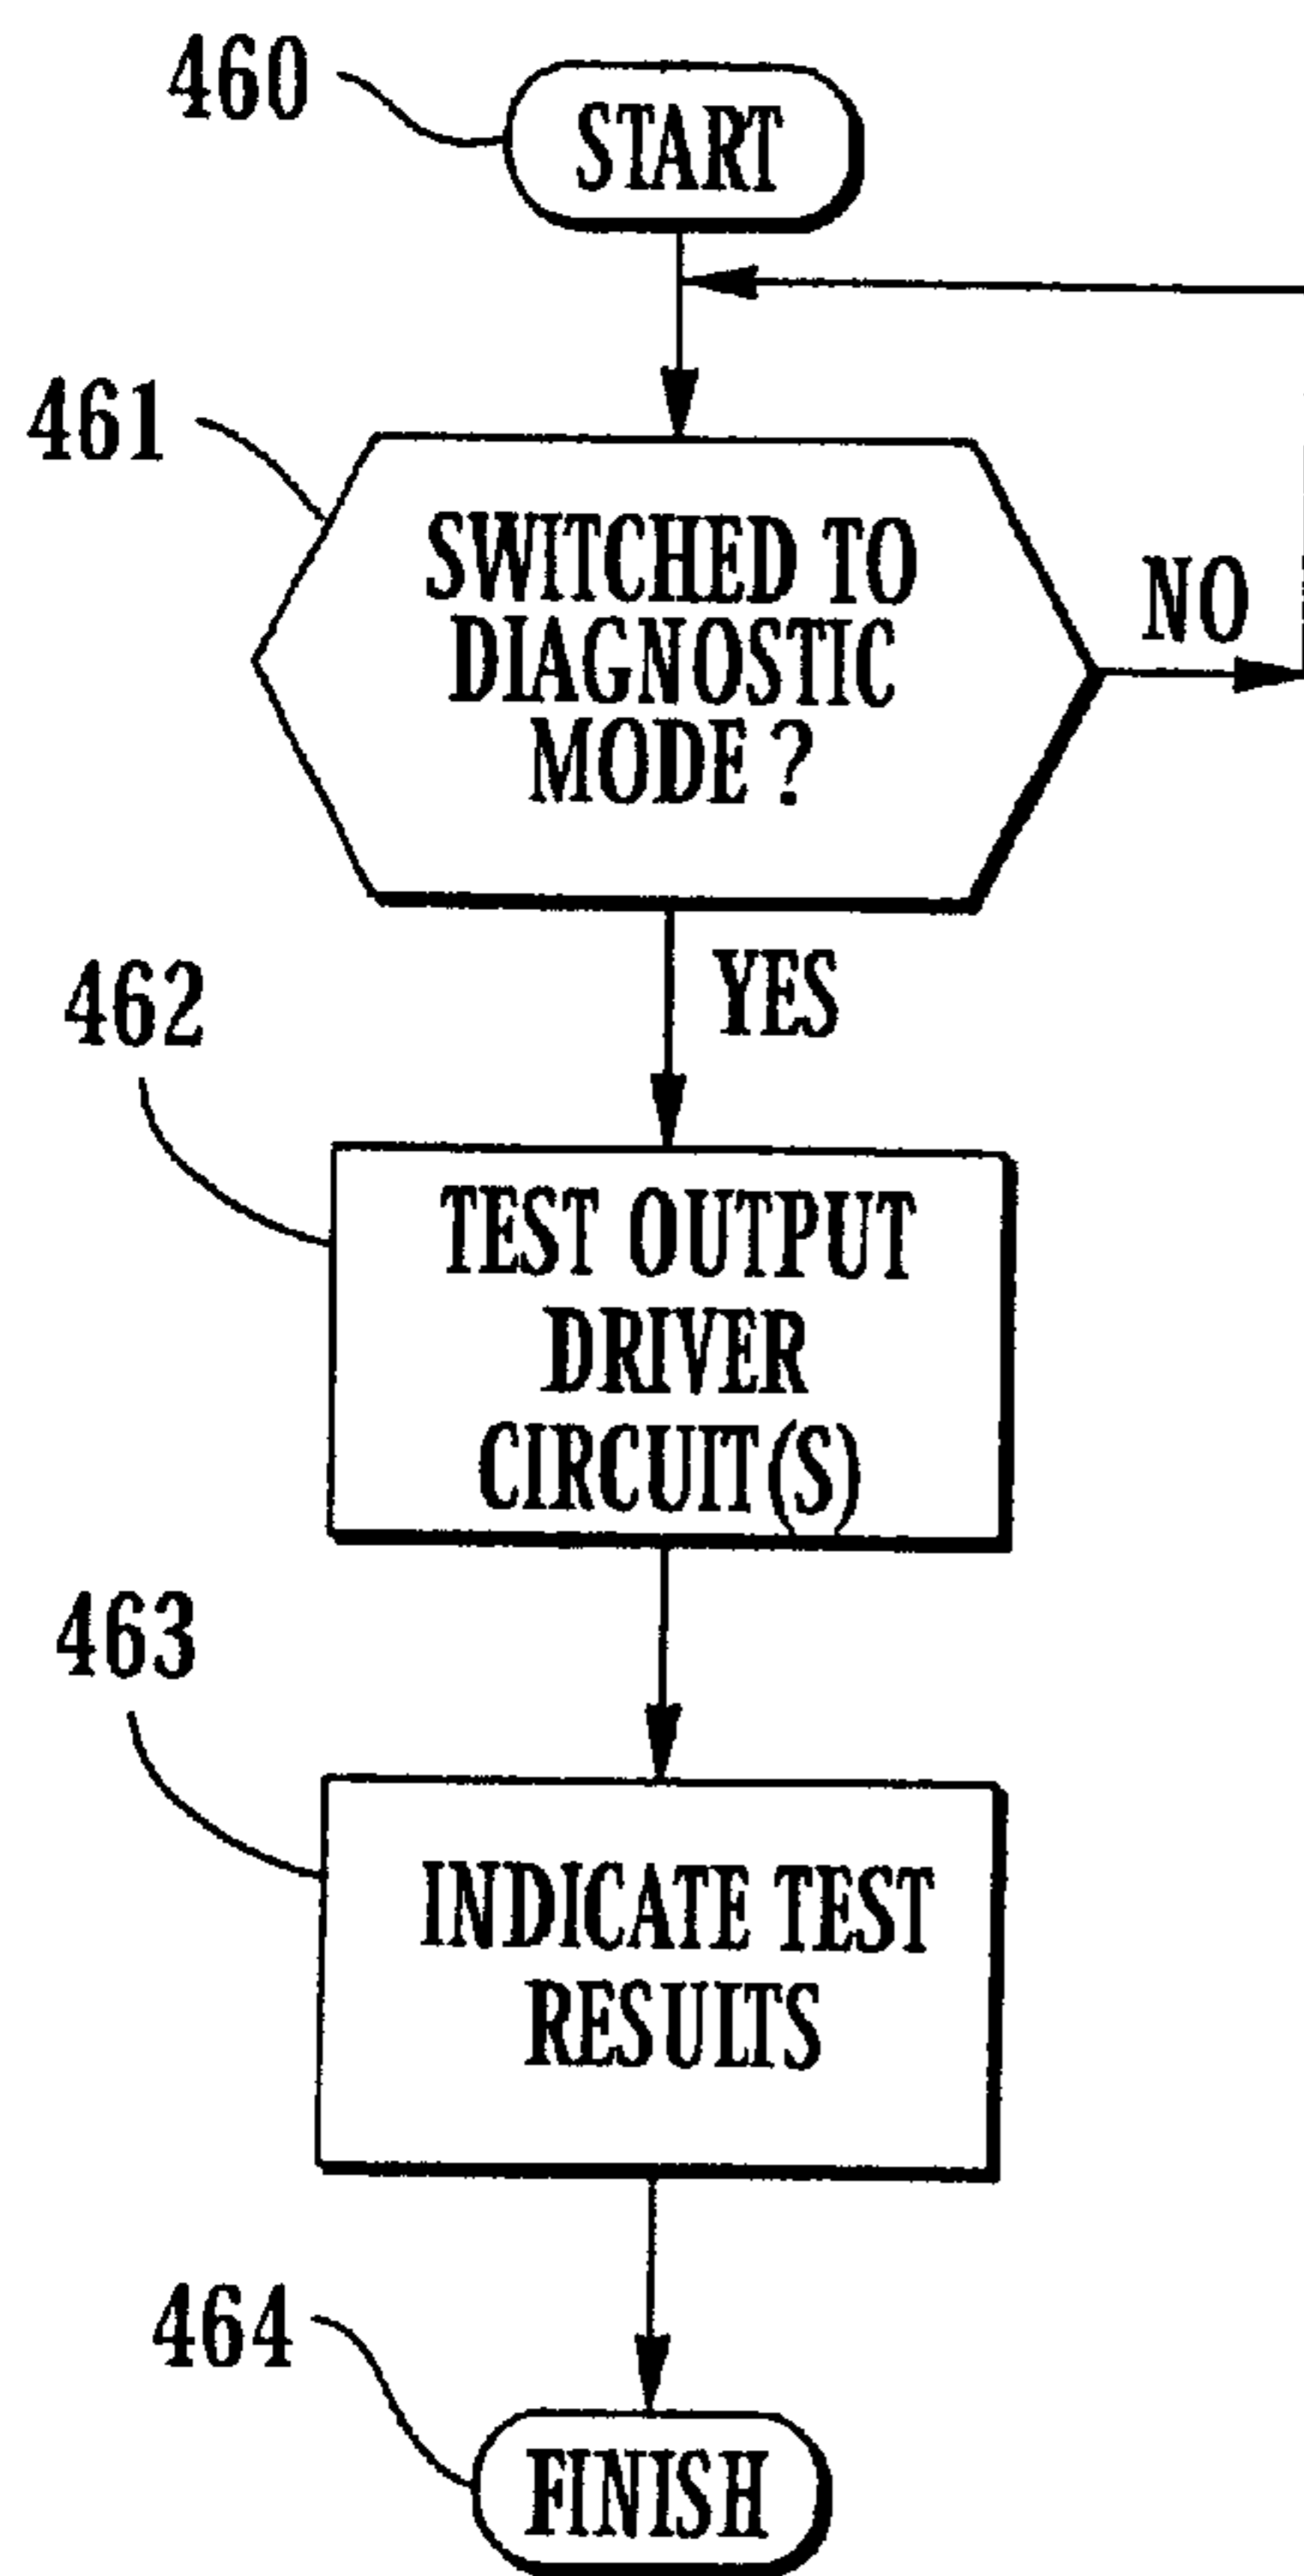 460
START
461
SWITCHED TO
DIAGNOSTIC
MODE?
NO
YES
462
TEST OUTPUT
DRIVER
CIRCUIT(S)
463
INDICATE TEST
RESULTS
464
FINISH